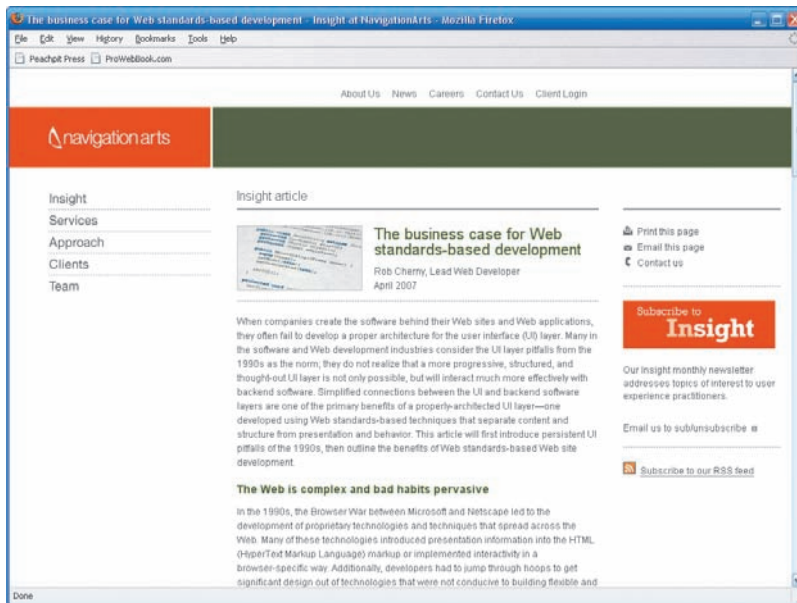 The business case for Web standards-based development - Insight at NavigationArts - Mozilla Firefox
File Edit View History Bookmarks Tools Help
Peachpit Press ProWebBook.com
About Us News Careers Contact Us Client Login
navigationarts
Insight
Services
Approach
Clients
Team
Insight article
The business case for Web
standards-based development
Rob Cherny, Lead Web Developer
April 2007
When companies create the software behind their Web sites and Web applications,
they often fail to develop a proper architecture for the user interface (UI) layer. Many in
the software and Web development industries consider the UI layer pitfalls from the
1990s as the norm; they do not realize that a more progressive, structured, and
thought-out UI layer is not only possible, but will interact much more effectively with
backend software. Simplified connections between the UI and backend software
layers are one of the primary benefits of a properly-architected UI layer—one
developed using Web standards-based techniques that separate content and
structure from presentation and behavior. This article will first introduce persistent UI
pitfalls of the 1990s, then outline the benefits of Web standards-based Web site
development.
The Web is complex and bad habits pervasive
In the 1990s, the Browser War between Microsoft and Netscape led to the
development of proprietary technologies and techniques that spread across the
Web. Many of these technologies introduced presentation information into the HTML
(HyperText Markup Language) markup or implemented interactivity in a
browser-specific way. Additionally, developers had to jump through hoops to get
significant design out of technologies that were not conducive to building flexible and
Print this page
Email this page
Contact us
Subscribe to
Insight
Our Insight monthly newsletter
addresses topics of interest to user
experience practitioners.
Email us to sub/unsubscribe
Subscribe to our RSS feed
Done